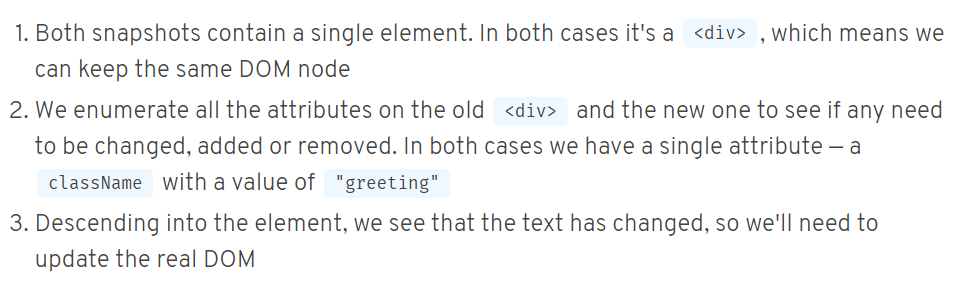 1. Both snapshots contain a single element. In both cases it's a <div> , which means we
can keep the same DOM node
2. We enumerate all the attributes on the old <div> and the new one to see if any need
to be changed, added or removed. In both cases we have a single attribute — a
className with a value of "greeting"
3. Descending into the element, we see that the text has changed, so we'll need to
update the real DOM